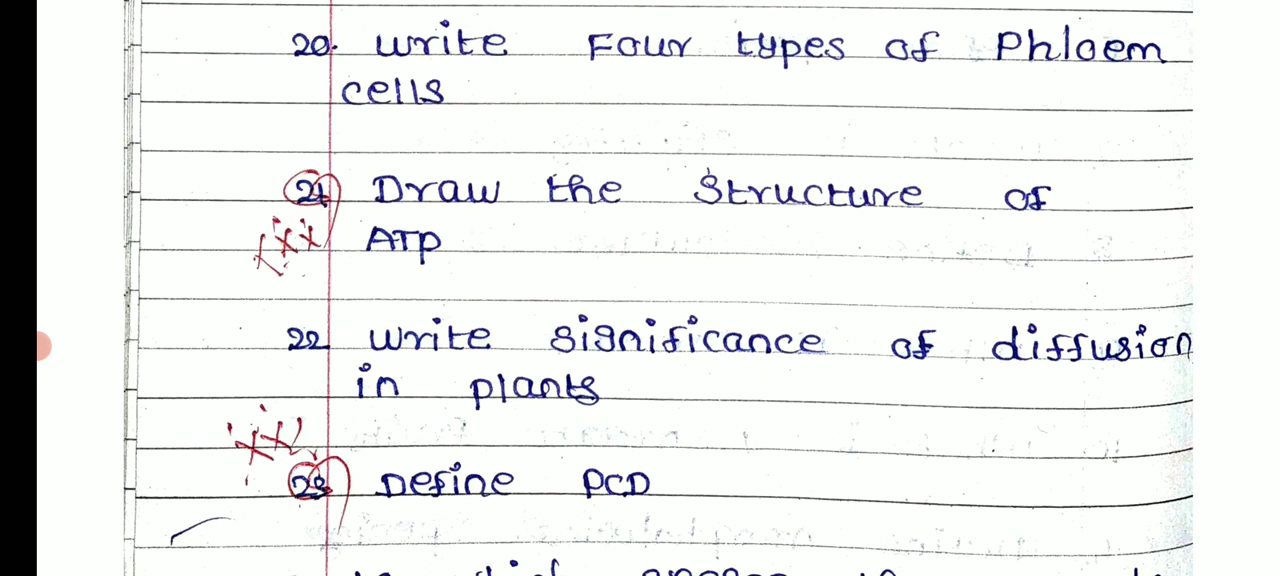 20. Write Four types of Phloem
cells
21 Draw the Structure of
ATP
22 Write significance of diffusion
in plants
23 Define PCD